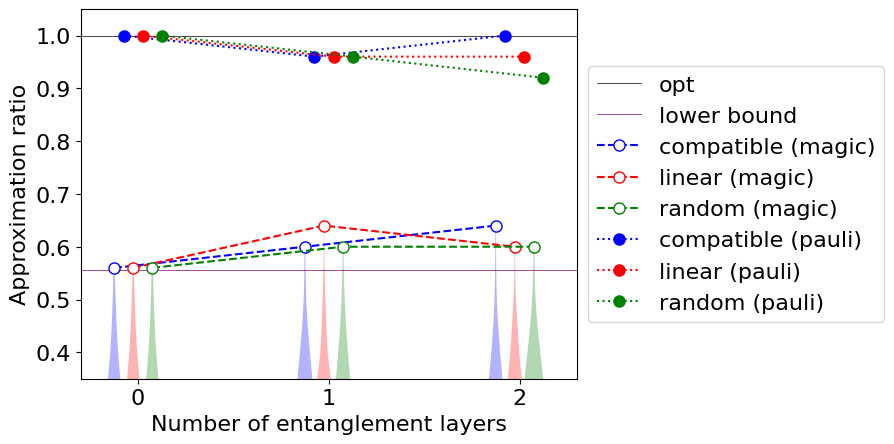 1.0
0.9
0.8
0.7
0.6
0.5
0.4
Approximation ratio
0 1 2
Number of entanglement layers
opt
lower bound
compatible (magic)
linear (magic)
random (magic)
compatible (pauli)
linear (pauli)
random (pauli)